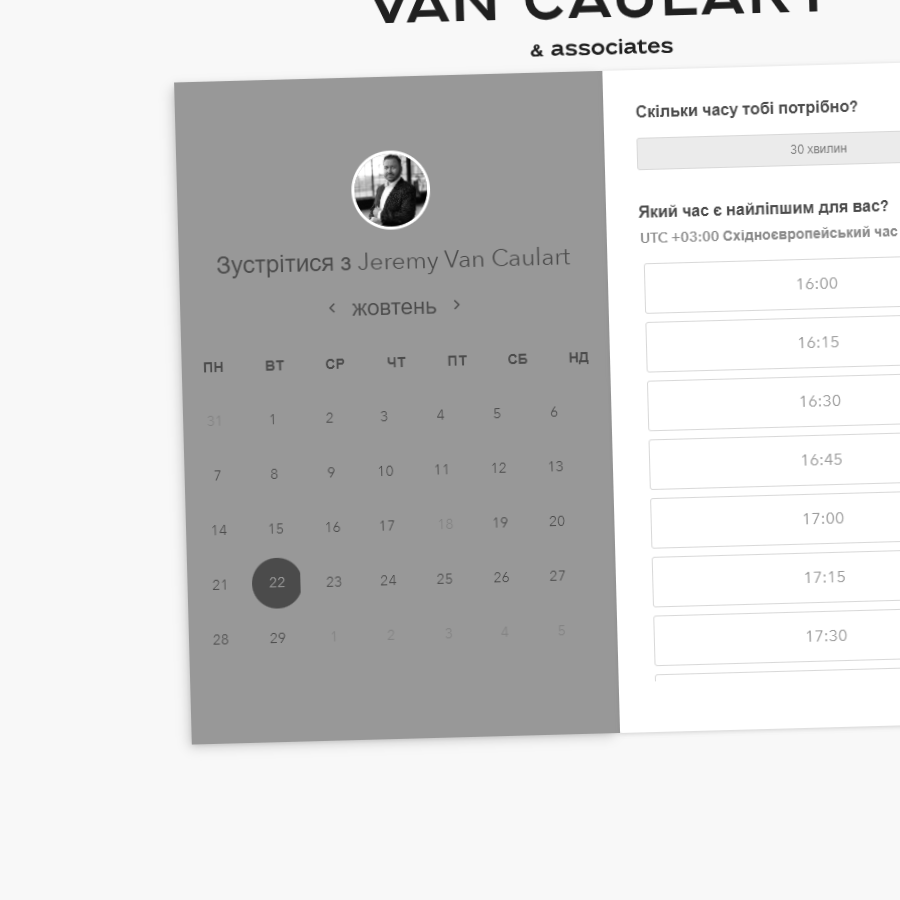 VAN CAULART
& associates
Зустрітися з Jeremy Van Caulart
жовтень
ПН ВТ СР ЧТ ПТ СБ НД
31 1 2 3 4 5 6
7 8 9 10 11 12 13
14 15 16 17 18 19 20
21 22 23 24 25 26 27
28 29 1 2 3 4 5
Скільки часу тобі потрібно?
30 хвилин
Який час є найліпшим для вас?
UTC +03:00 Східноєвропейський час
16:00
16:15
16:30
16:45
17:00
17:15
17:30